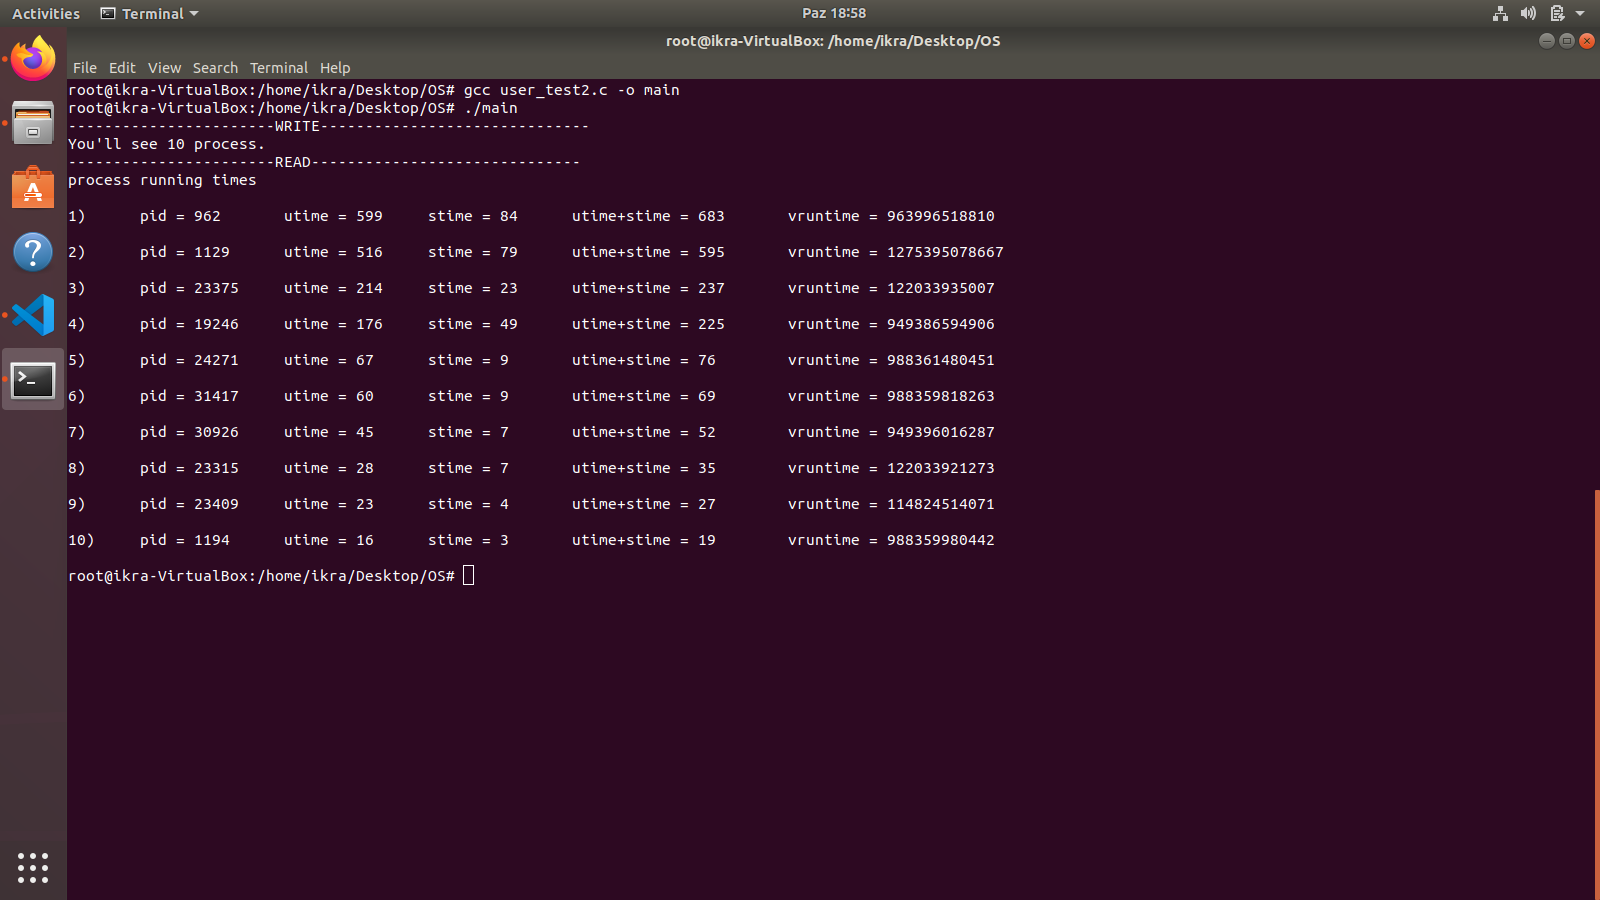 Activities Terminal Paz 18:58
root@ikra-VirtualBox: /home/ikra/Desktop/OS
File Edit View Search Terminal Help
root@ikra-VirtualBox:/home/ikra/Desktop/OS# gcc user_test2.c -o main
root@ikra-VirtualBox:/home/ikra/Desktop/OS# ./main
-----------------------WRITE------------------------------
You'll see 10 process.
-----------------------READ------------------------------
process running times
1) pid = 962 utime = 599 stime = 84 utime+stime = 683 vruntime = 963996518810
2) pid = 1129 utime = 516 stime = 79 utime+stime = 595 vruntime = 1275395078667
3) pid = 23375 utime = 214 stime = 23 utime+stime = 237 vruntime = 122033935007
4) pid = 19246 utime = 176 stime = 49 utime+stime = 225 vruntime = 949386594906
5) pid = 24271 utime = 67 stime = 9 utime+stime = 76 vruntime = 988361480451
6) pid = 31417 utime = 60 stime = 9 utime+stime = 69 vruntime = 988359818263
7) pid = 30926 utime = 45 stime = 7 utime+stime = 52 vruntime = 949396016287
8) pid = 23315 utime = 28 stime = 7 utime+stime = 35 vruntime = 122033921273
9) pid = 23409 utime = 23 stime = 4 utime+stime = 27 vruntime = 114824514071
10) pid = 1194 utime = 16 stime = 3 utime+stime = 19 vruntime = 988359980442
root@ikra-VirtualBox:/home/ikra/Desktop/OS#